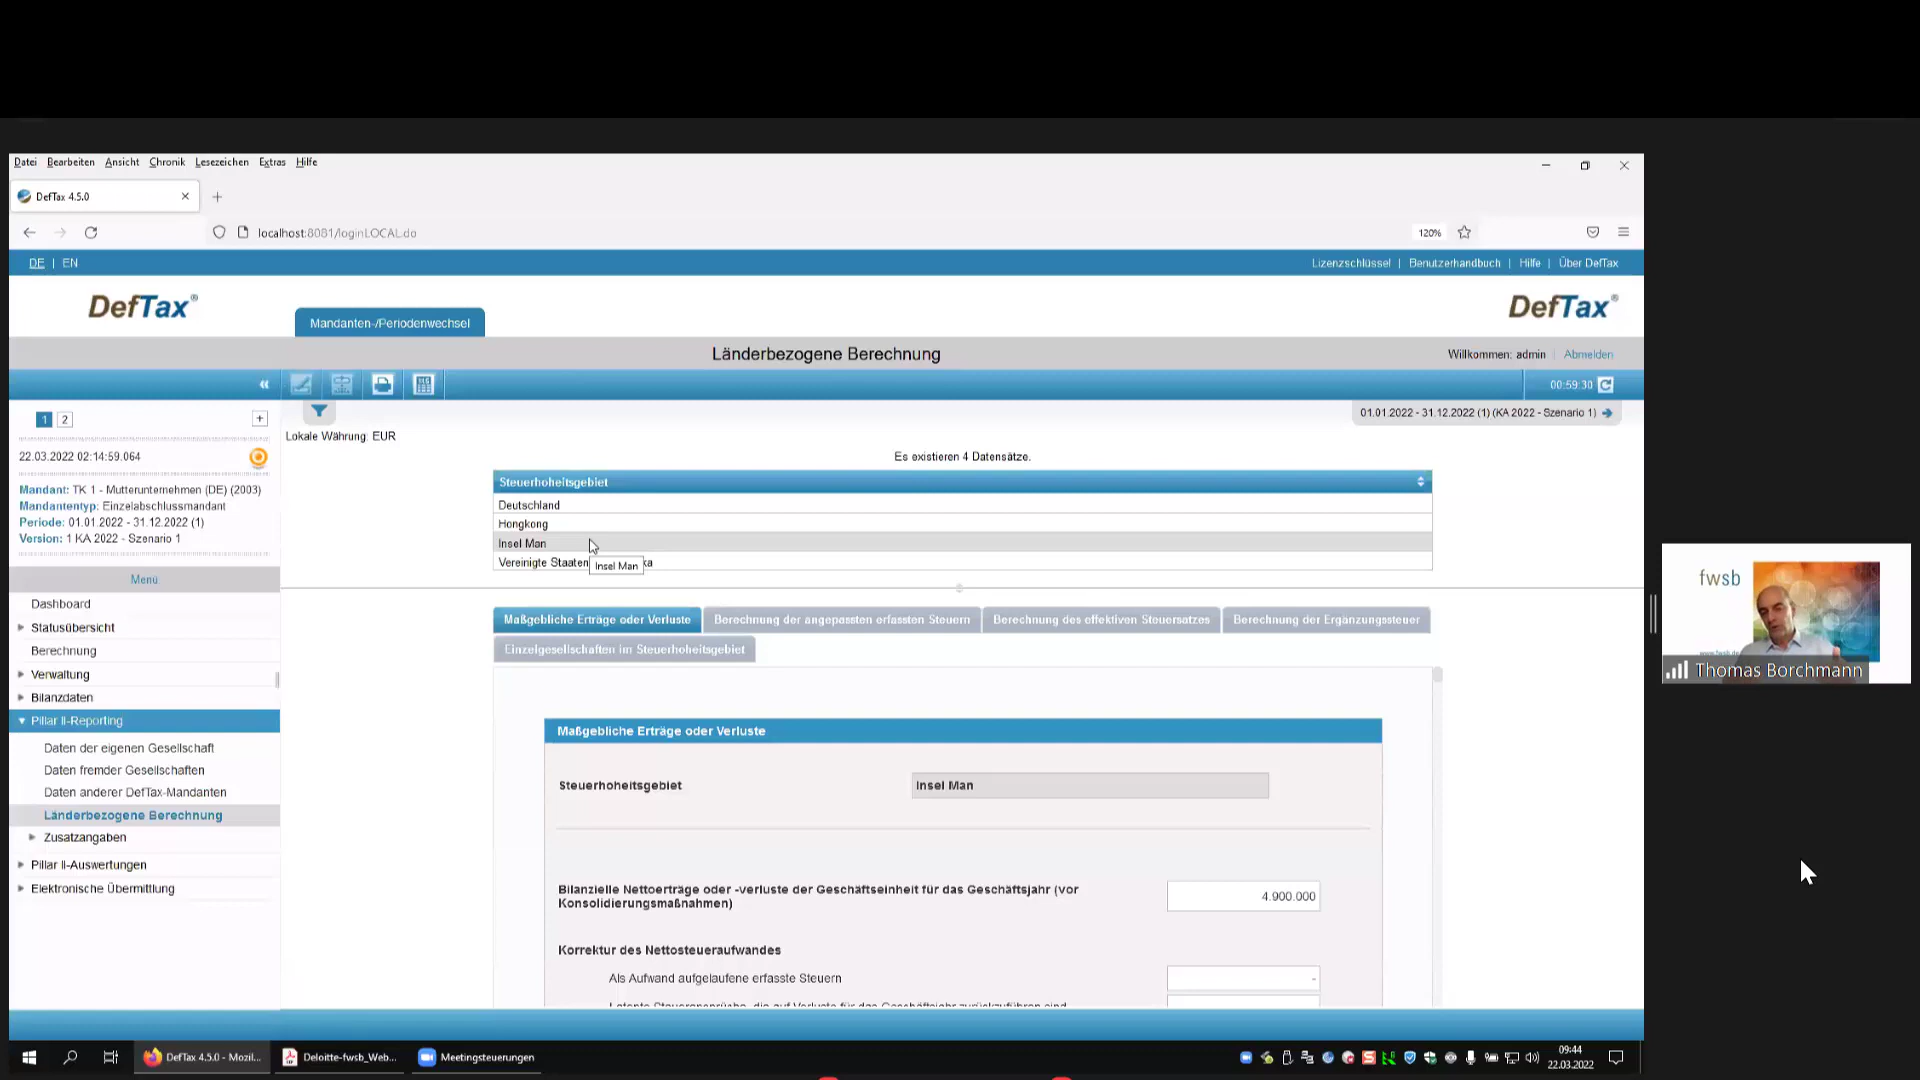 Datei Bearbeiten Ansicht Chronik Lesezeichen Extras Hilfe
DefTax 4.5.0
localhost:8081/loginLOCAL.do
120%
DE | EN
Lizenzschlüssel | Benutzerhandbuch | Hilfe | Über DefTax
DefTax®
Mandanten-/Periodenwechsel
DefTax®
Länderbezogene Berechnung
Willkommen: admin
Abmelden
00:59:30
1 2
01.01.2022 - 31.12.2022 (1) (KA 2022 - Szenario 1)
Lokale Währung: EUR
22.03.2022 02:14:59.064
Es existieren 4 Datensätze.
Mandant: TK 1 - Mutterunternehmen (DE) (2003)
Mandantentyp: Einzelabschlussmandant
Periode: 01.01.2022 - 31.12.2022 (1)
Version: 1 KA 2022 - Szenario 1
Steuerhoheitsgebiet
Deutschland
Hongkong
Insel Man
Vereinigte Staaten
Insel Man
ka
Menü
Dashboard
Statusübersicht
Berechnung
Verwaltung
Bilanzdaten
Pillar II-Reporting
Daten der eigenen Gesellschaft
Daten fremder Gesellschaften
Daten anderer DefTax-Mandanten
Länderbezogene Berechnung
Zusatzangaben
Pillar II-Auswertungen
Elektronische Übermittlung
Maßgebliche Erträge oder Verluste
Berechnung der angepassten erfassten Steuern
Berechnung des effektiven Steuersatzes
Berechnung der Ergänzungssteuer
Einzelgesellschaften im Steuerhoheitsgebiet
Maßgebliche Erträge oder Verluste
Steuerhoheitsgebiet
Insel Man
Bilanzielle Nettoerträge oder -verluste der Geschäftseinheit für das Geschäftsjahr (vor
Konsolidierungsmaßnahmen)
4.900.000
Korrektur des Nettosteueraufwandes
Als Aufwand aufgelaufene erfasste Steuern
-
fwsb
Thomas Borchmann
DefTax 4.5.0 - Mozil...
Deloitte-fwsb_Web...
Meetingsteuerungen
09:44
22.03.2022